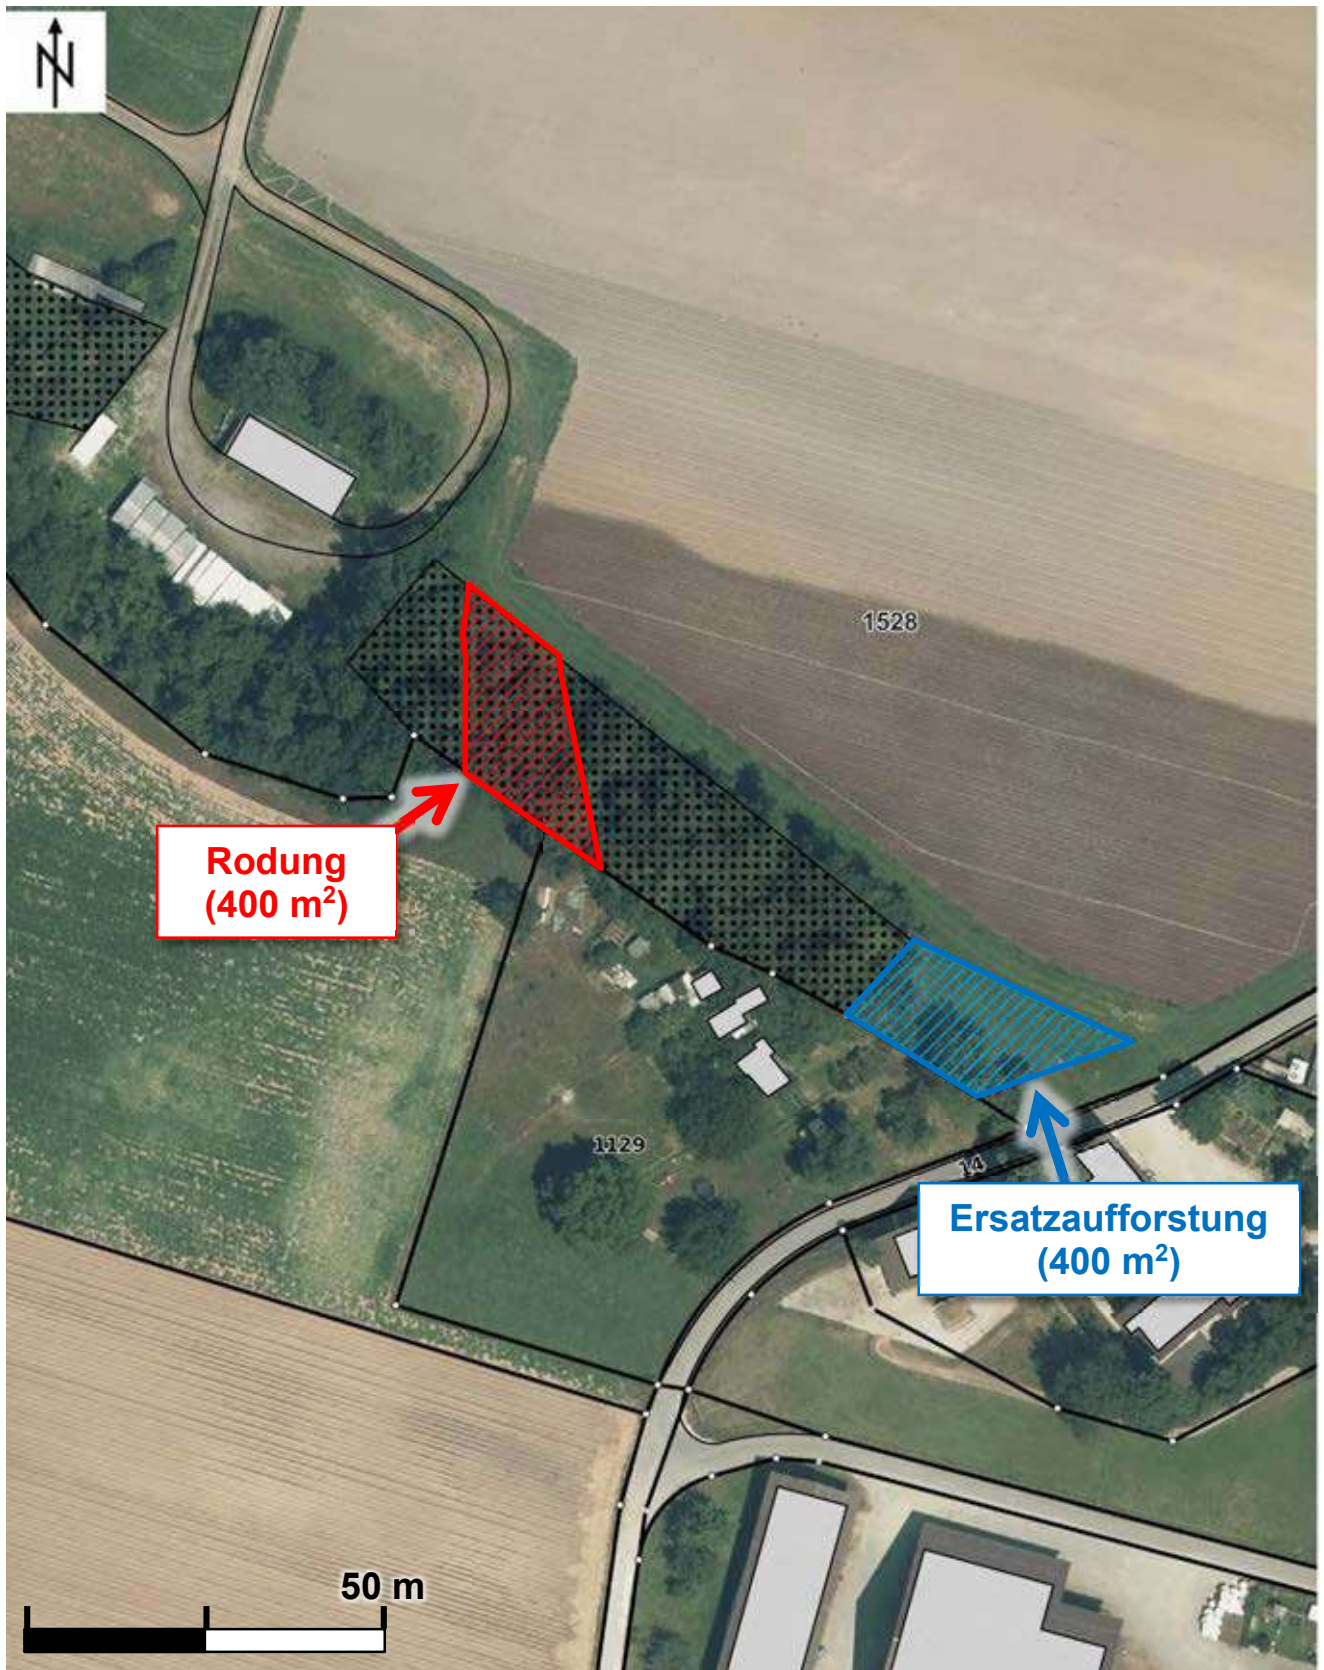 N
1528
Rodung
(400 m²)
1129
14
Ersatzaufforstung
(400 m²)
50 m